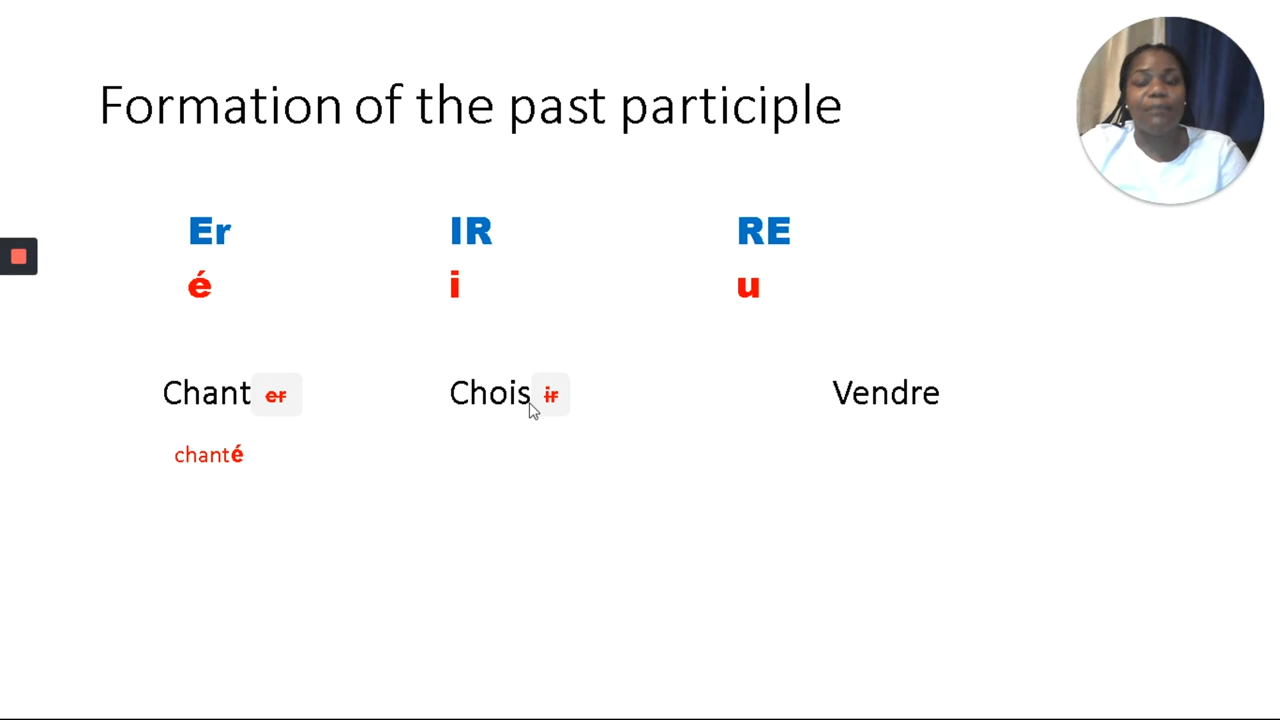 Formation of the past participle
Er IR RE
é i u
Chant er Chois ir Vendre
chanté